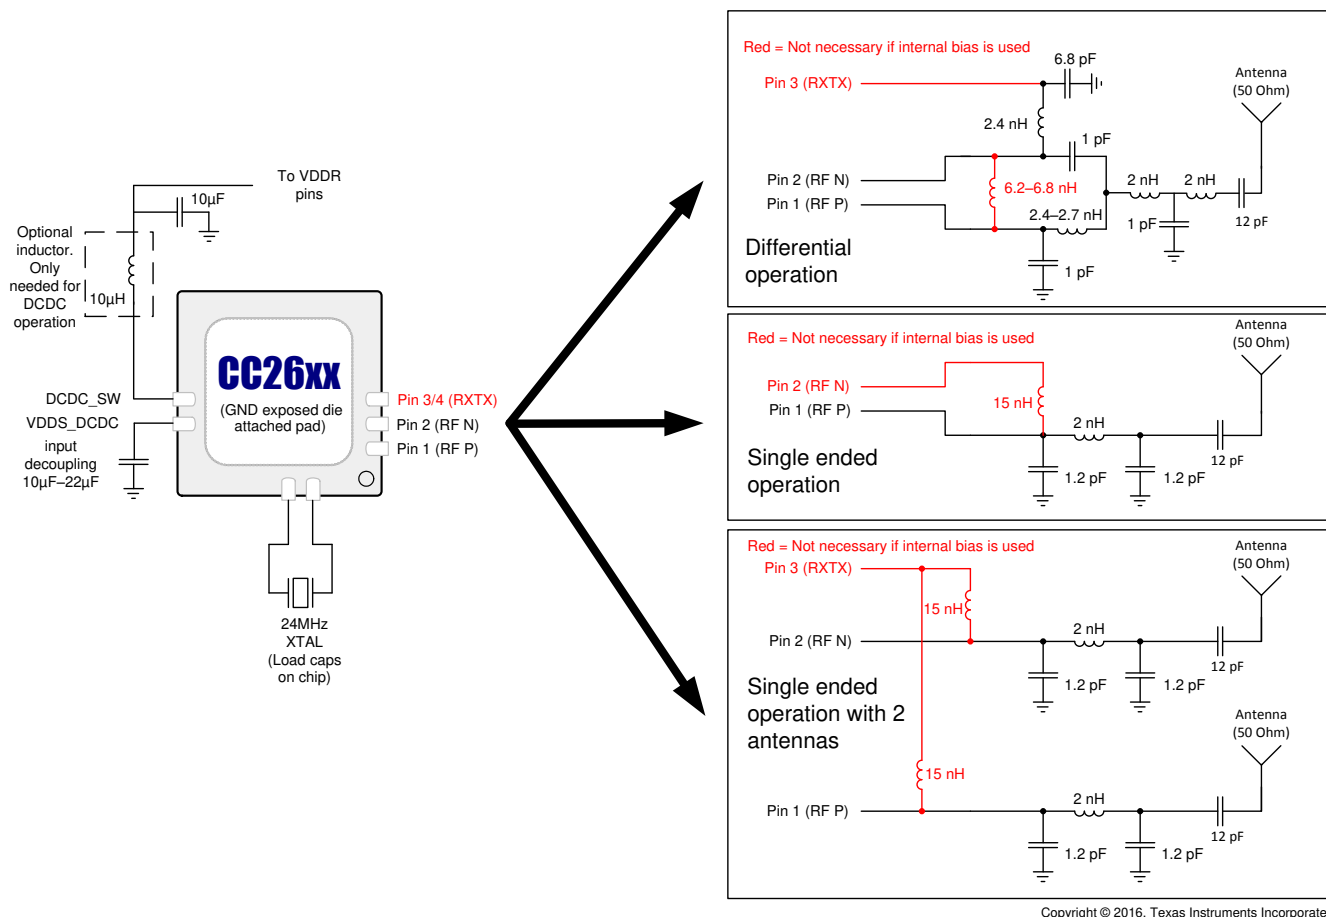 To VDDR
pins
10µF
Optional
inductor.
Only
needed for
DCDC
operation
10µH
DCDC_SW
VDDS_DCDC
input
decoupling
10µF–22µF
CC26xx
(GND exposed die
attached pad)
Pin 3/4 (RXTX)
Pin 2 (RF N)
Pin 1 (RF P)
24MHz
XTAL
(Load caps
on chip)
Red = Not necessary if internal bias is used
Pin 3 (RXTX)
6.8 pF
Antenna
(50 Ohm)
2.4 nH
1 pF
Pin 2 (RF N)
Pin 1 (RF P)
6.2–6.8 nH
2 nH
2 nH
2.4–2.7 nH
1 pF
12 pF
Differential
operation
1 pF
Red = Not necessary if internal bias is used
Antenna
(50 Ohm)
Pin 2 (RF N)
Pin 1 (RF P)
15 nH
2 nH
12 pF
Single ended
operation
1.2 pF
1.2 pF
Red = Not necessary if internal bias is used
Pin 3 (RXTX)
Antenna
(50 Ohm)
15 nH
Pin 2 (RF N)
2 nH
12 pF
1.2 pF
1.2 pF
Single ended
operation with 2
antennas
Antenna
(50 Ohm)
15 nH
Pin 1 (RF P)
2 nH
12 pF
1.2 pF
1.2 pF
Copyright © 2016, Texas Instruments Incorporate